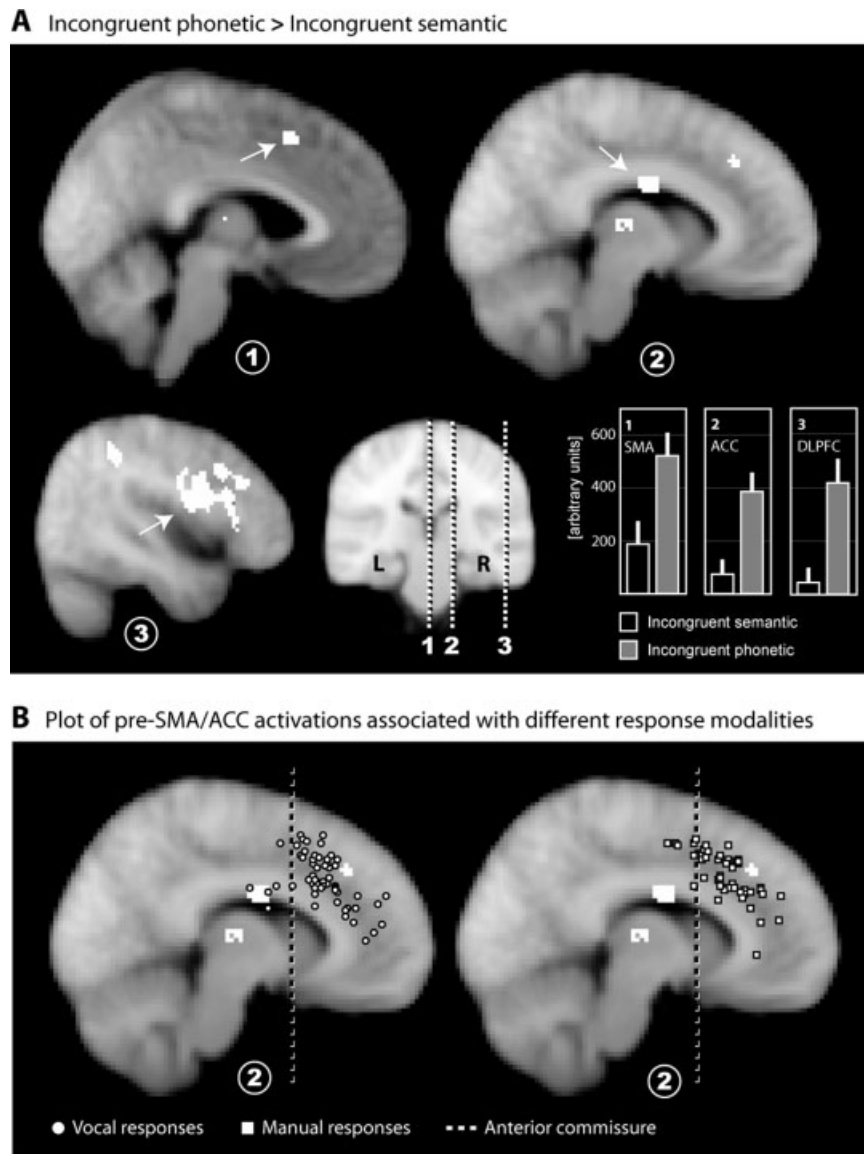 A Incongruent phonetic > Incongruent semantic
1
2
3
L R
1 2 3
[arbitrary units]
600
400
200
1
SMA
2
ACC
3
DLPFC
Incongruent semantic
Incongruent phonetic
B Plot of pre-SMA/ACC activations associated with different response modalities
2
2
Vocal responses
Manual responses
Anterior commissure